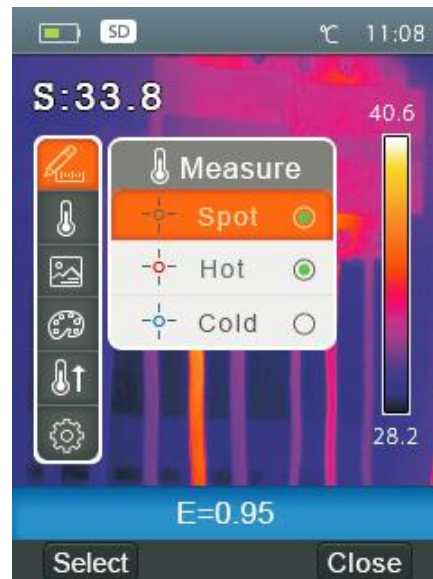 SD ℃ 11:08
S:33.8
40.6
Measure
Spot
Hot
Cold
28.2
E=0.95
Select Close